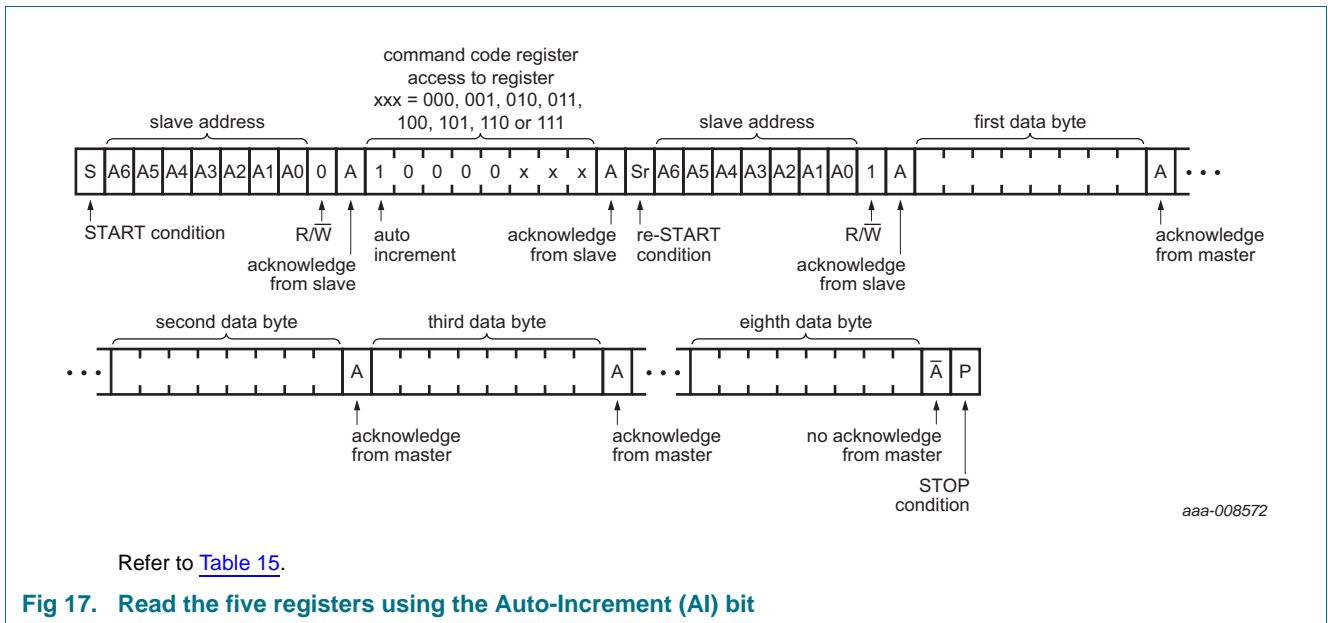 command code register
access to register
xxx = 000, 001, 010, 011,
100, 101, 110 or 111
slave address
slave address
first data byte
S A6 A5 A4 A3 A2 A1 A0 0 A 1 0 0 0 0 x x x A Sr A6 A5 A4 A3 A2 A1 A0 1 A A • • •
START condition
R/W̅
acknowledge
from slave
auto
increment
acknowledge
from slave
re-START
condition
R/W̅
acknowledge
from slave
acknowledge
from master
second data byte
third data byte
eighth data byte
• • • A A • • • A̅ P
acknowledge
from master
acknowledge
from master
no acknowledge
from master
STOP
condition
aaa-008572
Refer to Table 15.
Fig 17. Read the five registers using the Auto-Increment (AI) bit